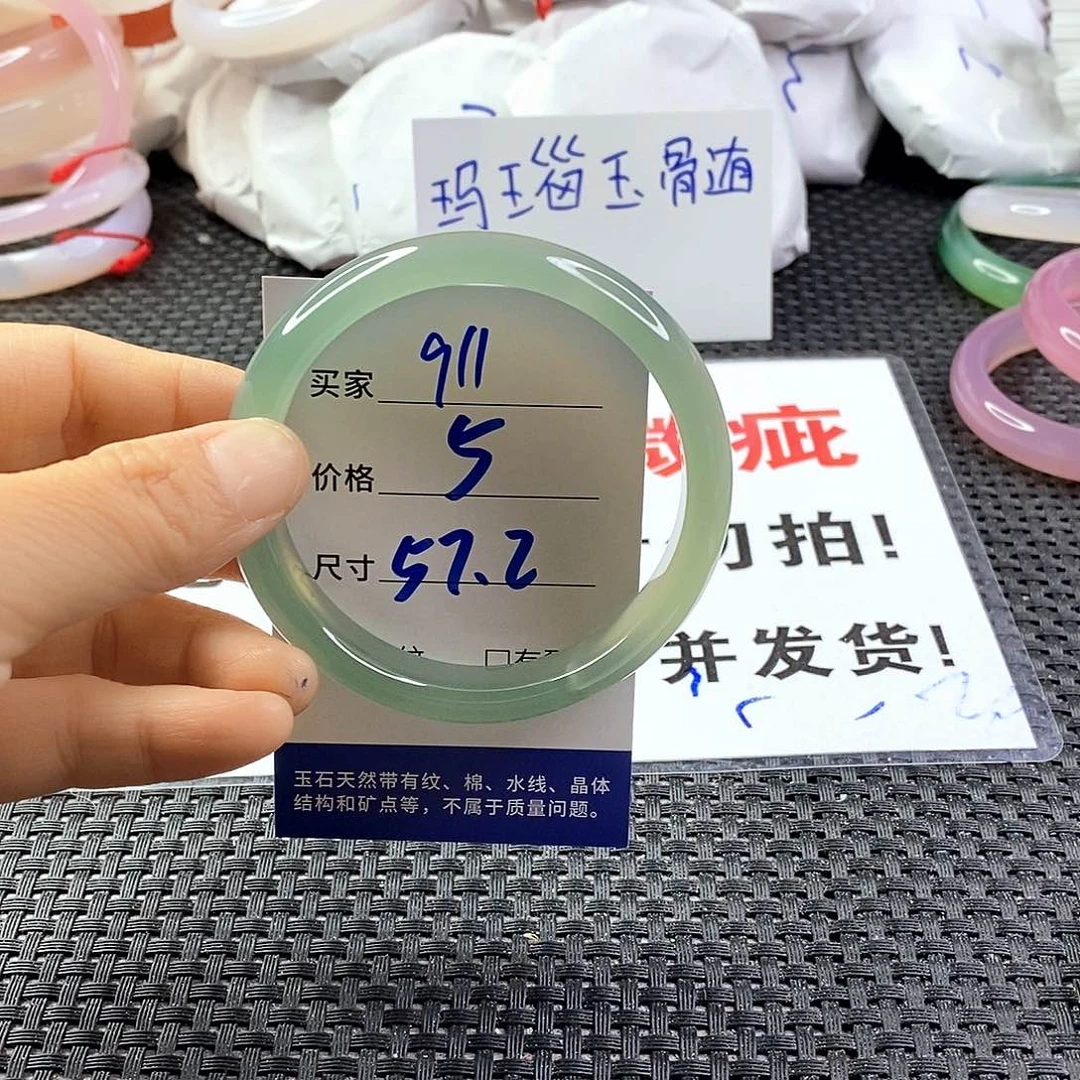 玛瑙玉骨髓
买家 911
价格 5
尺寸 57.2
疵
勿拍!
并发货!
玉石天然带有纹、棉、水线、晶体
结构和矿点等，不属于质量问题。